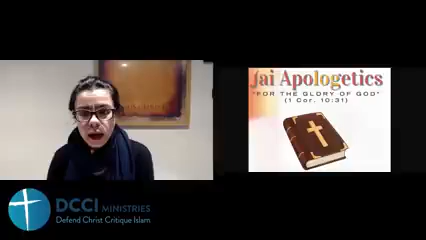 Jai Apologetics
"FOR THE GLORY OF GOD"
(1 Cor. 10:31)
DCCI MINISTRIES
Defend Christ Critique Islam